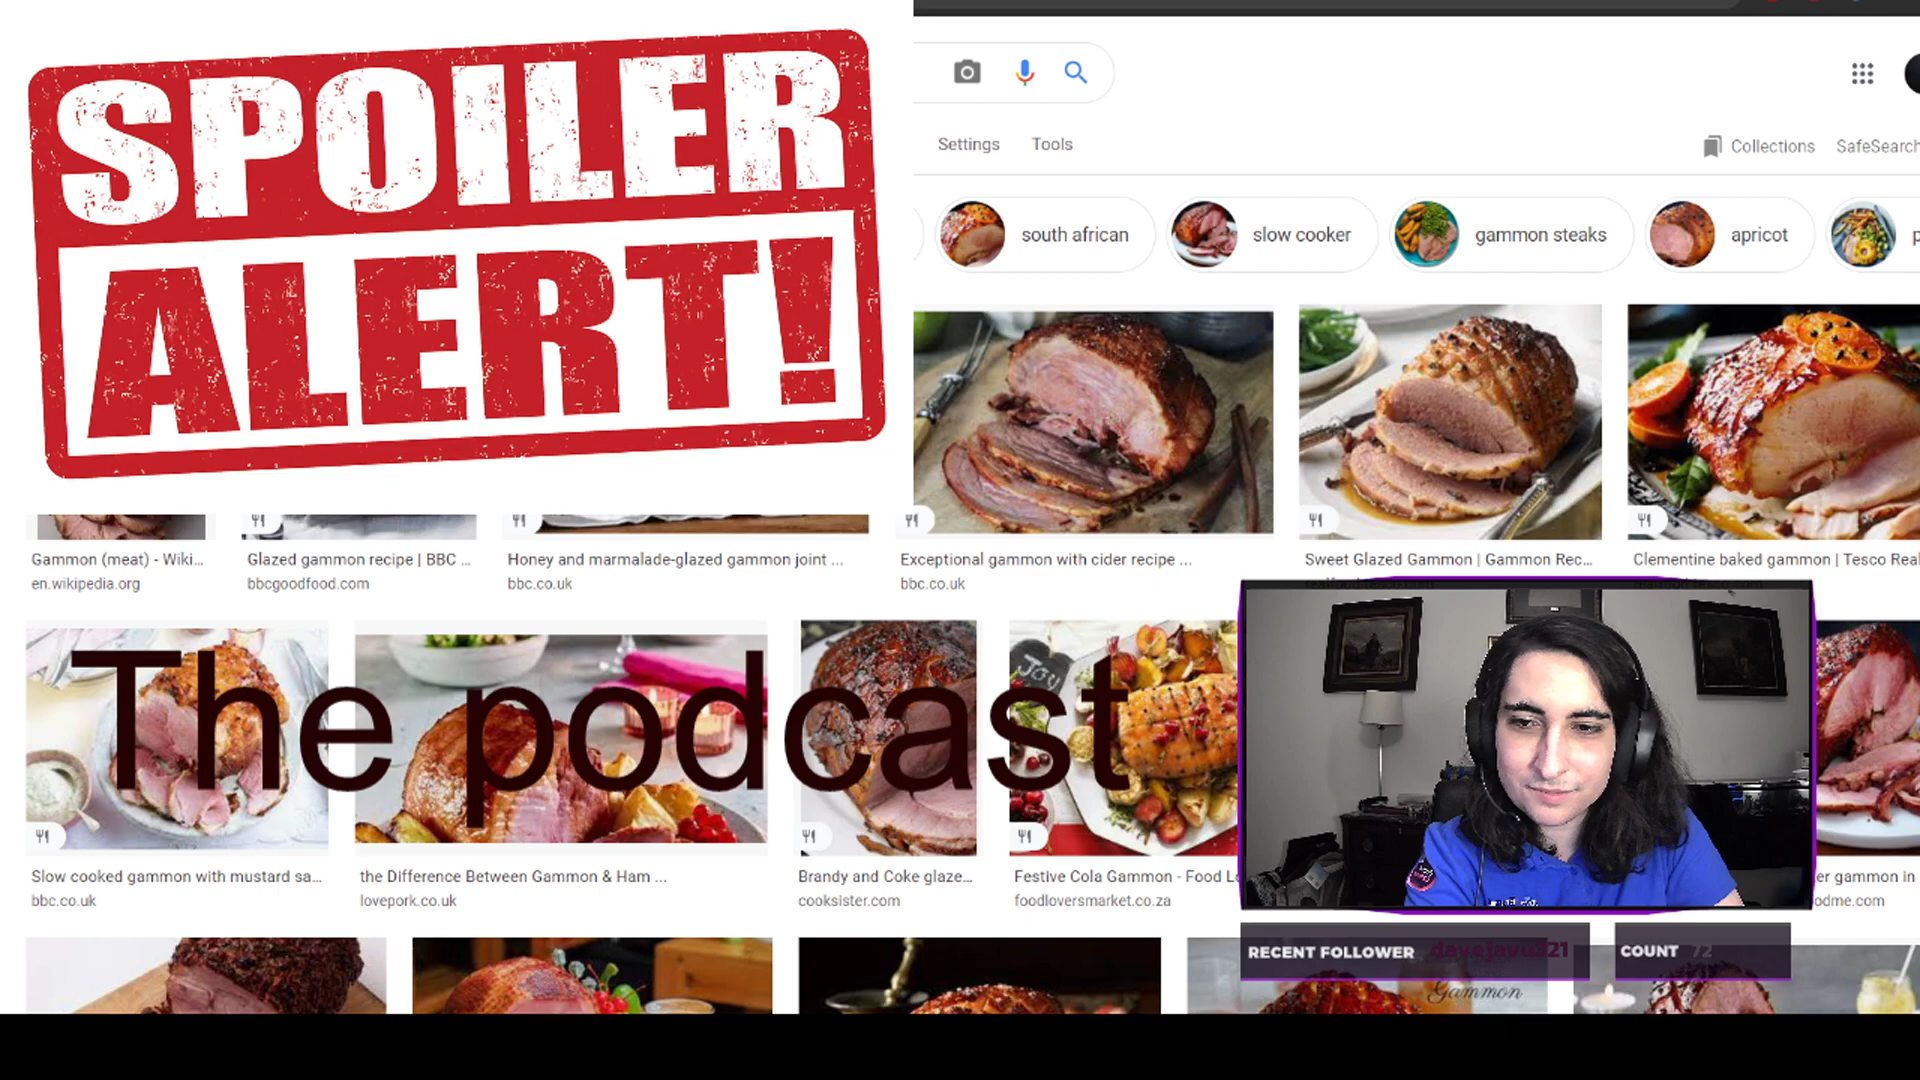 SPOILER
ALERT!
Settings
Tools
Collections
SafeSearch
south african
slow cooker
gammon steaks
apricot
Gammon (meat) - Wiki...
en.wikipedia.org
Glazed gammon recipe | BBC ...
bbcgoodfood.com
Honey and marmalade-glazed gammon joint ...
bbc.co.uk
Exceptional gammon with cider recipe ...
bbc.co.uk
Sweet Glazed Gammon | Gammon Rec...
Clementine baked gammon | Tesco Real
JOY
The podcast
Slow cooked gammon with mustard sa...
bbc.co.uk
the Difference Between Gammon & Ham ...
lovepork.co.uk
Brandy and Coke glaze...
cooksister.com
Festive Cola Gammon - Food L
foodloversmarket.co.za
er gammon in
odme.com
RECENT FOLLOWER davejavu321
COUNT 72
Gammon